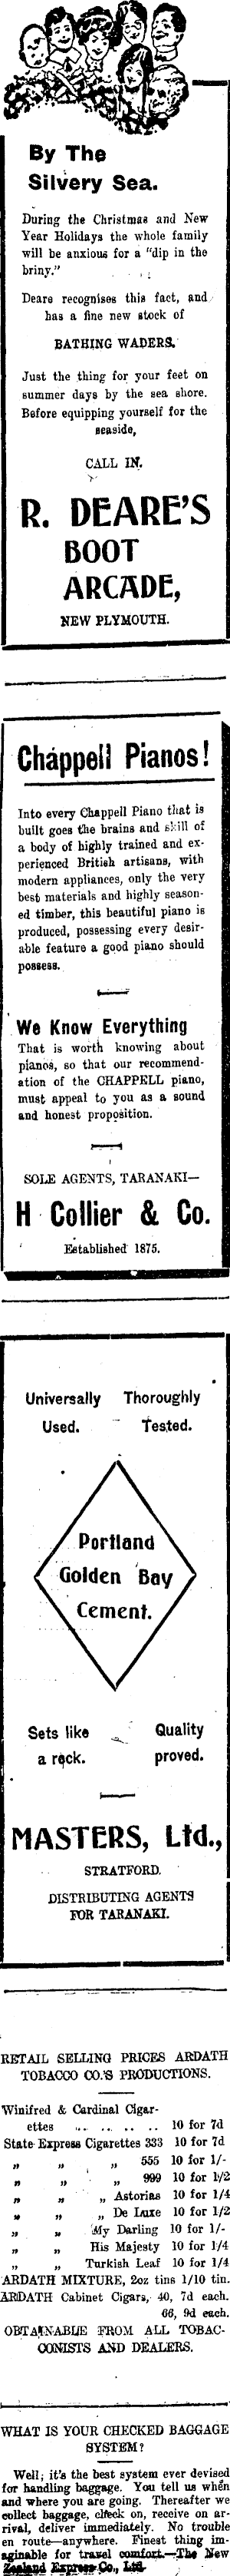 By The
Silvery Sea.
During the Christmas and New
Year Holidays the whole family
will be anxious for a "dip in the
briny."
Deare recognises this fact, and
has a fine new stock of
BATHING WADERS.
Just the thing for your feet on
summer days by the sea shore.
Before equipping yourself for the
seaside,
CALL IN.
R. DEARE'S
BOOT
ARCADE,
NEW PLYMOUTH.
Chappell Pianos!
Into every Chappell Piano that is
built goes the brains and skill of
a body of highly trained and ex-
perienced British artisans, with
modern appliances, only the very
best materials and highly season-
ed timber, this beautiful piano is
produced, possessing every desir-
able feature a good piano should
possess.
We Know Everything
That is worth knowing about
pianos, so that our recommend-
ation of the CHAPPELL piano,
must appeal to you as a sound
and honest proposition.
SOLE AGENTS, TARANAKI—
H Collier & Co.
Established 1875.
Universally Thoroughly
Used. Tested.
Portland
Golden Bay
Cement.
Sets like Quality
a rock. proved.
MASTERS, Ltd.,
STRATFORD.
DISTRIBUTING AGENTS
FOR TARANAKI.
RETAIL SELLING PRICES ARDATH
TOBACCO CO.'S PRODUCTIONS.
Winifred & Cardinal Cigar-
ettes .. .. .. .. .. 10 for 7d
State Express Cigarettes 333 10 for 7d
" " " 555 10 for 1/-
" " " 999 10 for 1/2
" " " Astorias 10 for 1/4
" " " De Luxe 10 for 1/2
" " My Darling 10 for 1/-
" " His Majesty 10 for 1/4
" " Turkish Leaf 10 for 1/4
ARDATH MIXTURE, 2oz tins 1/10 tin.
ARDATH Cabinet Cigars, 40, 7d each.
66, 9d each.
OBTAINABLE FROM ALL TOBAC-
CONISTS AND DEALERS.
WHAT IS YOUR CHECKED BAGGAGE
SYSTEM?
Well; it's the best system ever devised
for handling baggage. You tell us when
and where you are going. Thereafter we
collect baggage, check on, receive on ar-
rival, deliver immediately. No trouble
en route—anywhere. Finest thing im-
aginable for travel comfort.—The New
Zealand Express Co., Ltd.